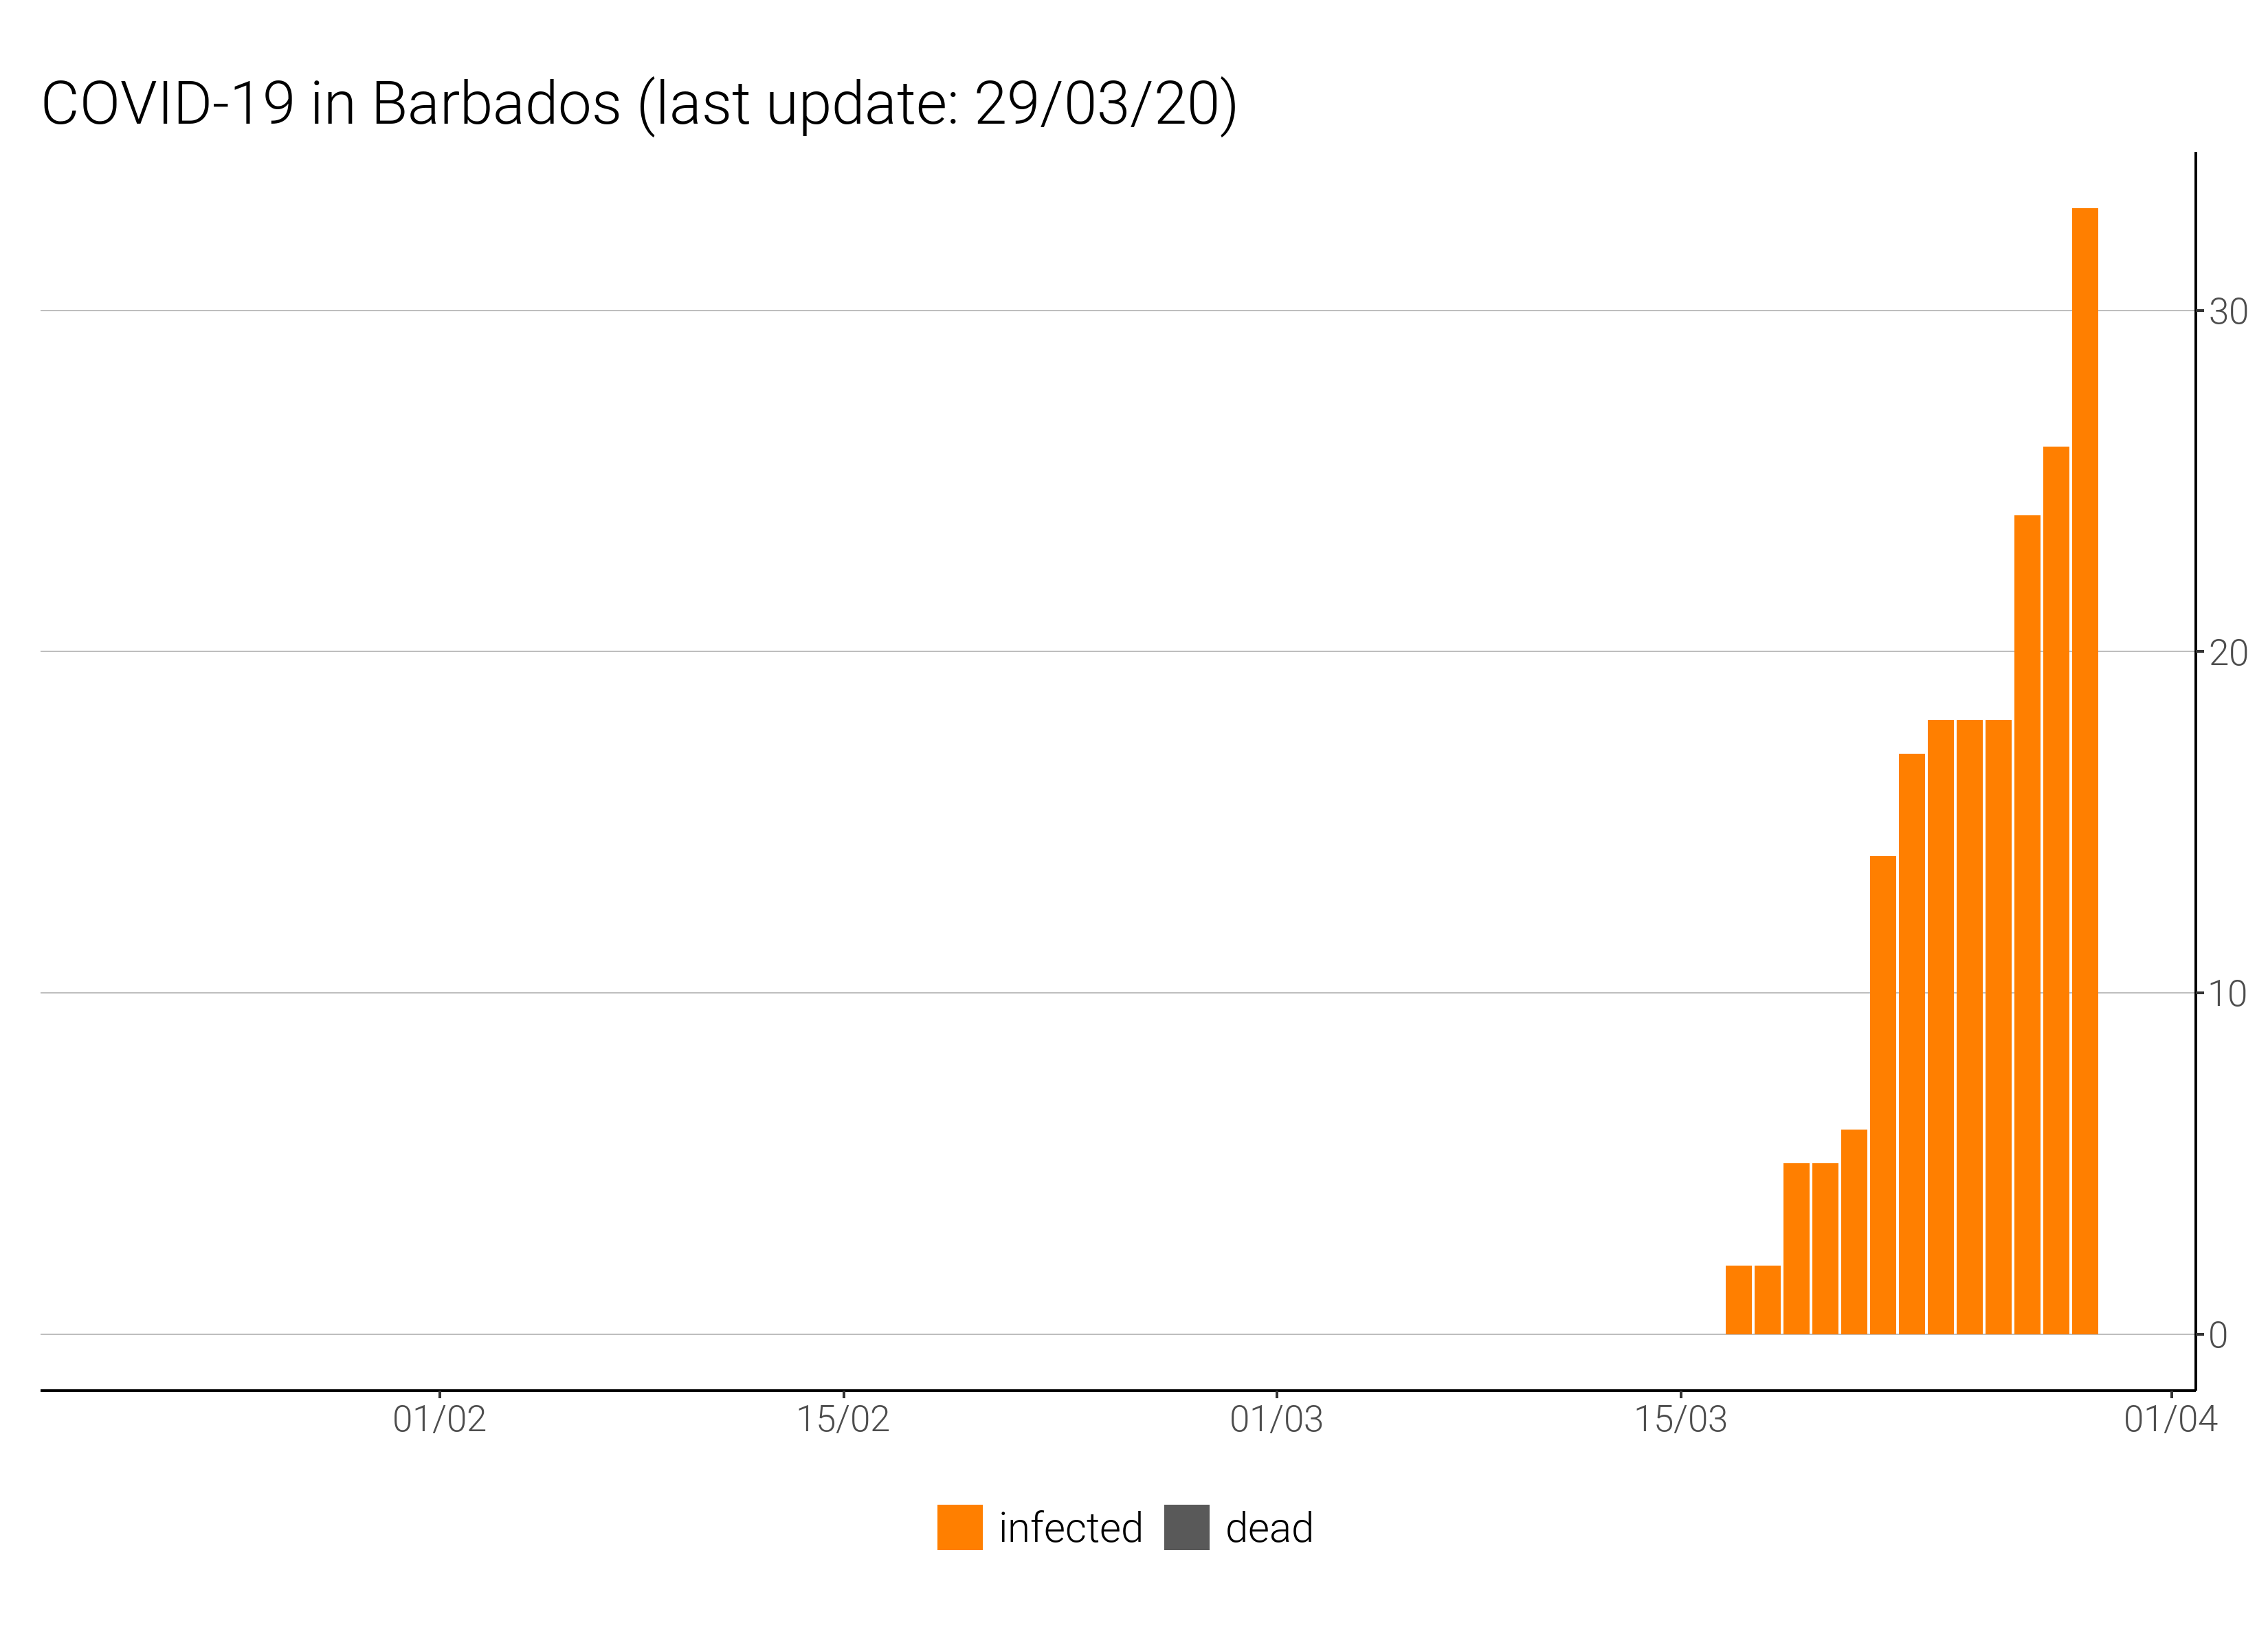 COVID-19 in Barbados (last update: 29/03/20)
30
20
10
0
01/02 15/02 01/03 15/03 01/04
infected dead